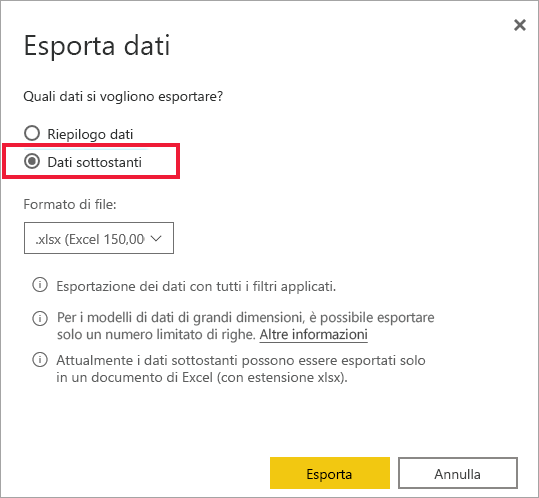 Esporta dati
Quali dati si vogliono esportare?
Riepilogo dati
Dati sottostanti
Formato di file:
.xlsx (Excel 150,00
Esportazione dei dati con tutti i filtri applicati.
Per i modelli di dati di grandi dimensioni, è possibile esportare
solo un numero limitato di righe. Altre informazioni
Attualmente i dati sottostanti possono essere esportati solo
in un documento di Excel (con estensione xlsx).
Esporta
Annulla